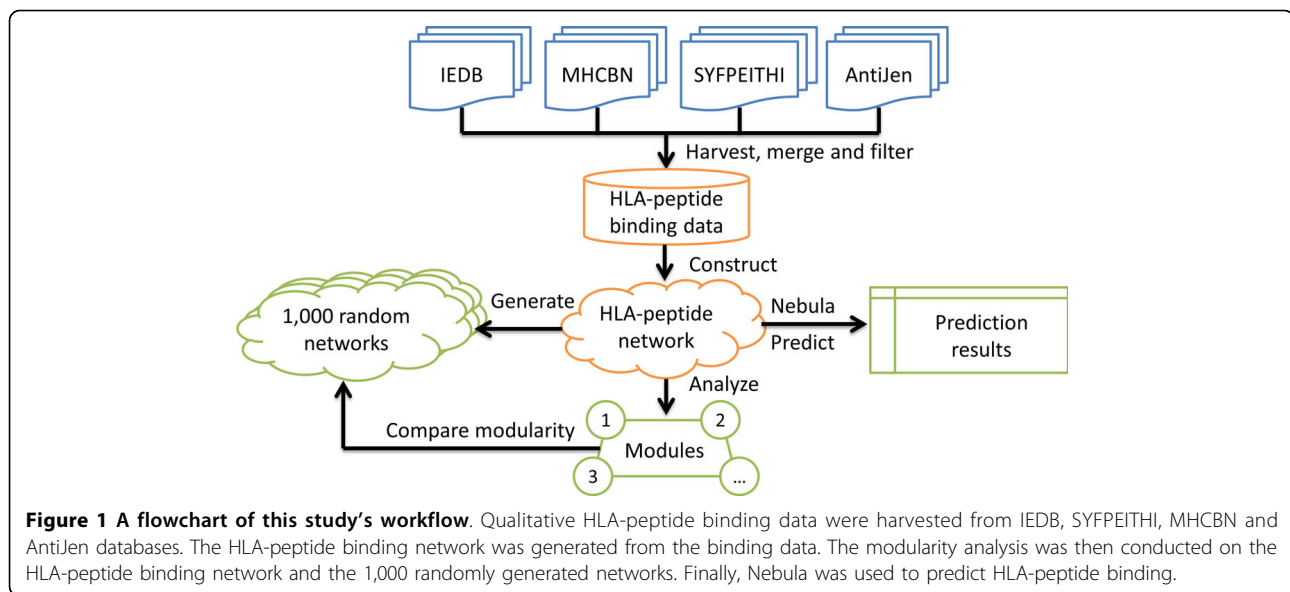 IEDB
MHCBN
SYFPEITHI
AntiJen
Harvest, merge and filter
HLA-peptide
binding data
Construct
1,000 random
networks
Generate
HLA-peptide
network
Nebula
Predict
Prediction
results
Analyze
Compare modularity
1
2
Modules
3
...
Figure 1 A flowchart of this study's workflow. Qualitative HLA-peptide binding data were harvested from IEDB, SYFPEITHI, MHCBN and
AntiJen databases. The HLA-peptide binding network was generated from the binding data. The modularity analysis was then conducted on the
HLA-peptide binding network and the 1,000 randomly generated networks. Finally, Nebula was used to predict HLA-peptide binding.